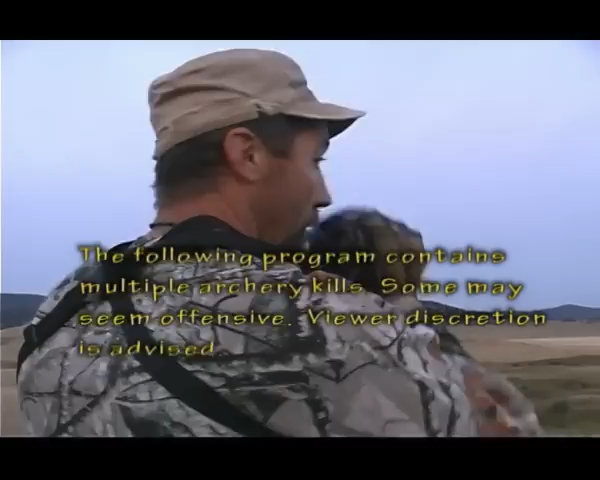 The following program contains
multiple archery kills. Some may
seem offensive. Viewer discretion
is advised.